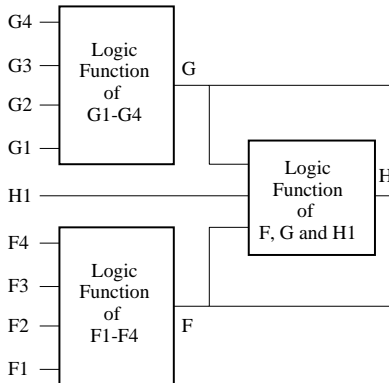 G4
G3
G2
G1
Logic
Function
of
G1-G4
G
H1
Logic
Function
of
F, G and H1
H
F4
F3
F2
F1
Logic
Function
of
F1-F4
F